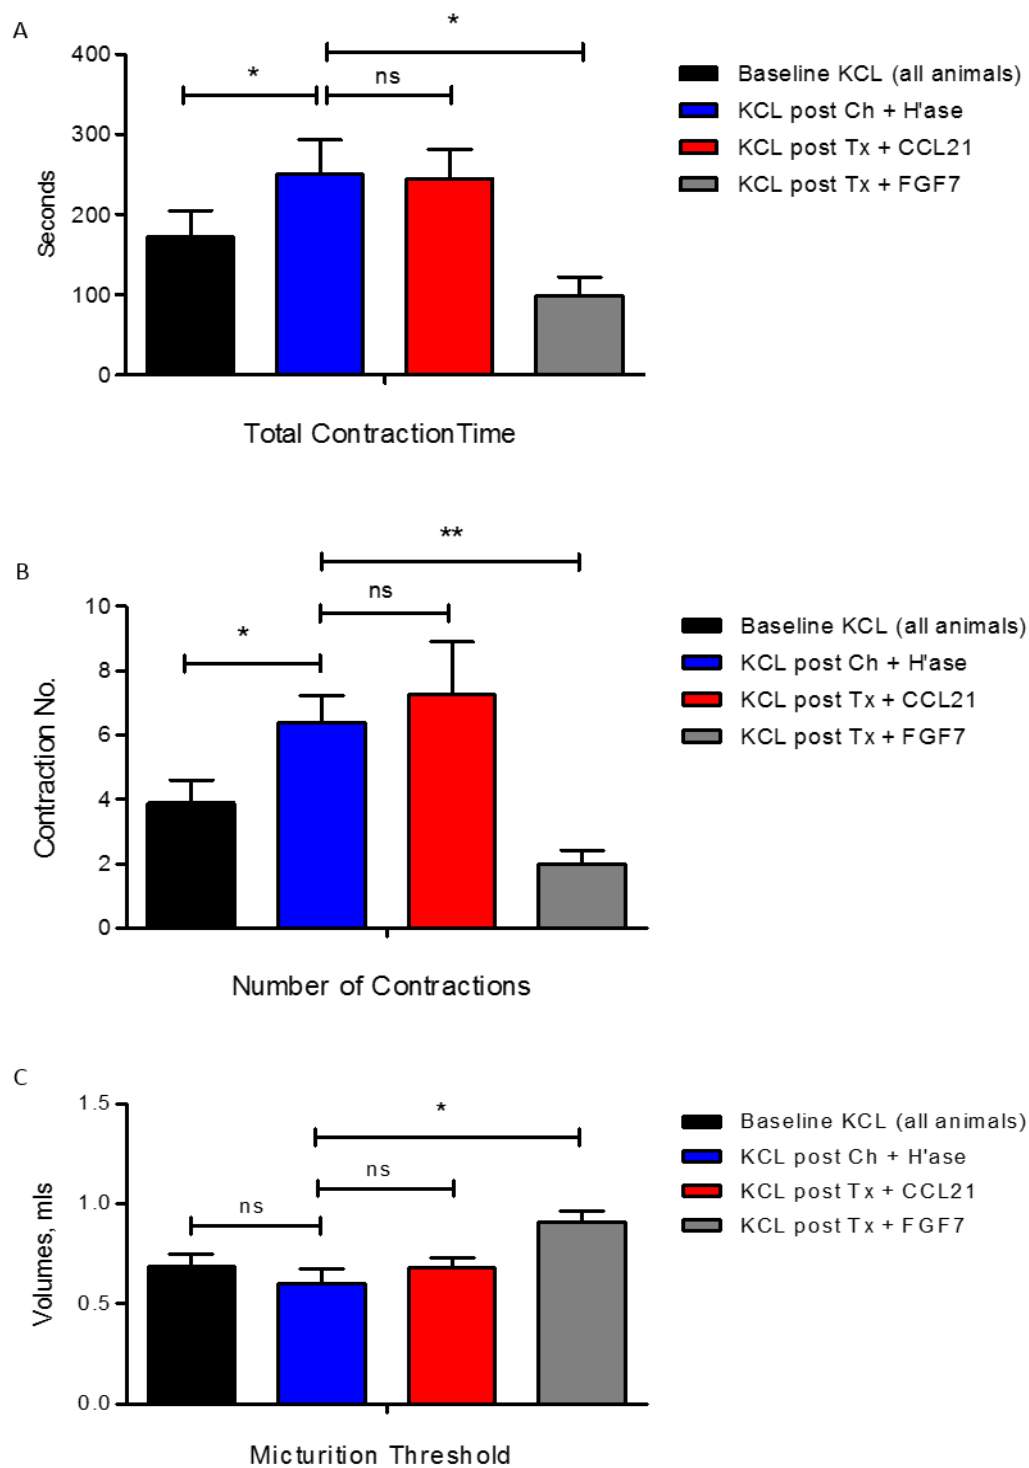 A
*
400
*
ns
Baseline KCL (all animals)
KCL post Ch + H'ase
300
KCL post Tx + CCL21
KCL post Tx + FGF7
Seconds
200
100
0
Total ContractionTime
**
B
ns
10
*
Baseline KCL (all animals)
8
KCL post Ch + H'ase
KCL post Tx + CCL21
6
KCL post Tx + FGF7
Contraction No.
4
2
0
Number of Contractions
C
1.5
*
Baseline KCL (all animals)
KCL post Ch + H'ase
ns
KCL post Tx + CCL21
1.0
ns
KCL post Tx + FGF7
Volumes, mls
0.5
0.0
Micturition Threshold